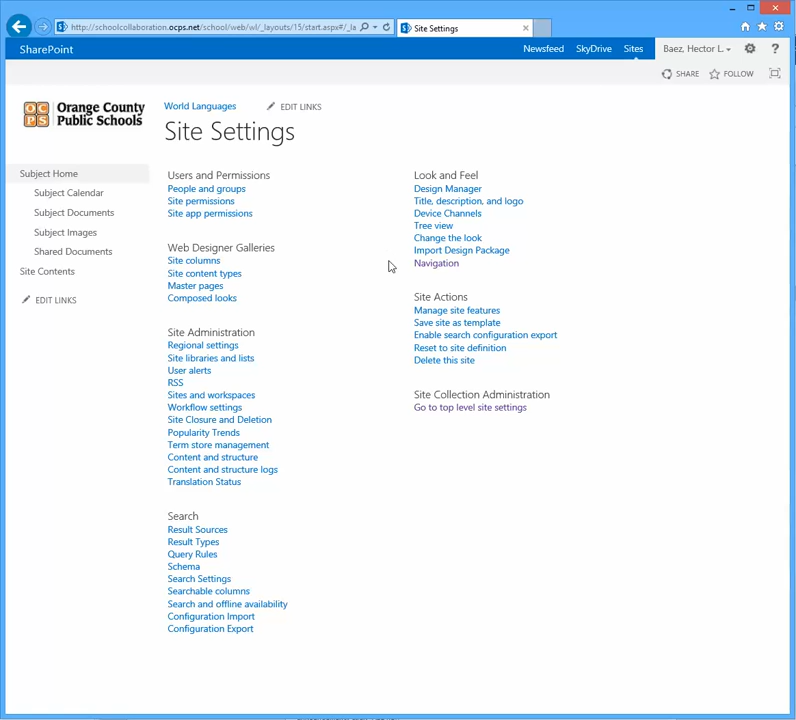 http://schoolcollaboration.ocps.net/school/web/wl/_layouts/15/start.aspx#/_la
Site Settings
SharePoint
Newsfeed
SkyDrive
Sites
Baez, Hector L.
?
SHARE
FOLLOW
OC
PS
Orange County
Public Schools
World Languages
EDIT LINKS
Site Settings
Subject Home
Subject Calendar
Subject Documents
Subject Images
Shared Documents
Site Contents
EDIT LINKS
Users and Permissions
People and groups
Site permissions
Site app permissions
Web Designer Galleries
Site columns
Site content types
Master pages
Composed looks
Site Administration
Regional settings
Site libraries and lists
User alerts
RSS
Sites and workspaces
Workflow settings
Site Closure and Deletion
Popularity Trends
Term store management
Content and structure
Content and structure logs
Translation Status
Search
Result Sources
Result Types
Query Rules
Schema
Search Settings
Searchable columns
Search and offline availability
Configuration Import
Configuration Export
Look and Feel
Design Manager
Title, description, and logo
Device Channels
Tree view
Change the look
Import Design Package
Navigation
Site Actions
Manage site features
Save site as template
Enable search configuration export
Reset to site definition
Delete this site
Site Collection Administration
Go to top level site settings